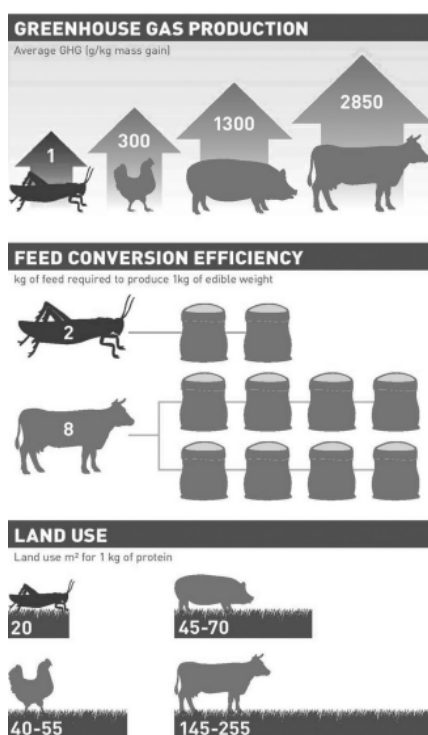 GREENHOUSE GAS PRODUCTION
Average GHG (g/kg mass gain)
1
300
1300
2850
FEED CONVERSION EFFICIENCY
kg of feed required to produce 1kg of edible weight
2
8
LAND USE
Land use m² for 1 kg of protein
20
45-70
40-55
145-255